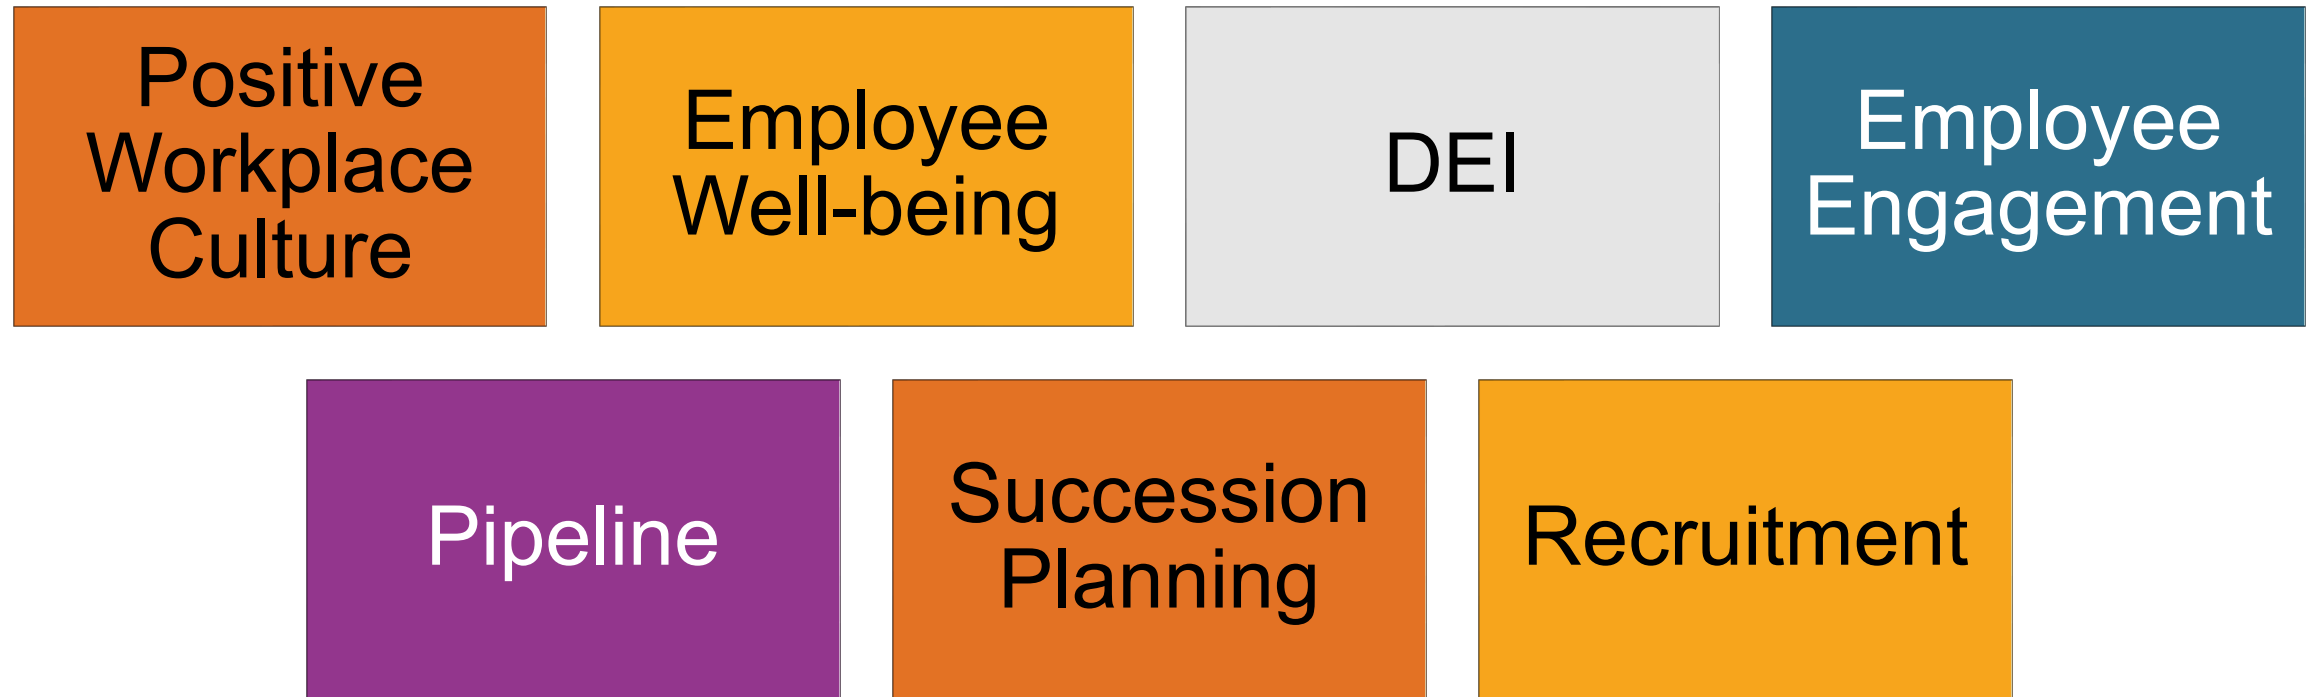 Positive
Workplace
Culture
Employee
Well-being
DEI
Employee
Engagement
Pipeline
Succession
Planning
Recruitment